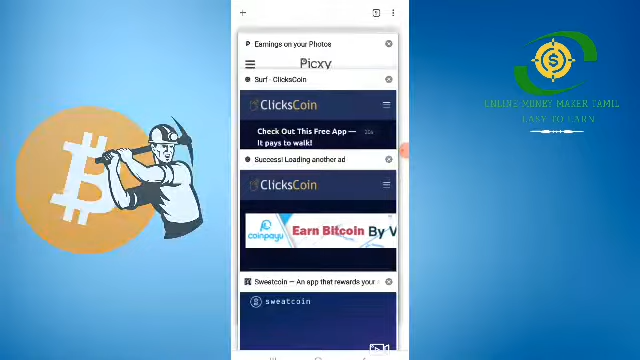 Earnings on your Photos
Picxy
Surf - ClicksCoin
ClicksCoin
Check Out This Free App —
It pays to walk!
Success! Loading another ad
ClicksCoin
coinpayu
Earn Bitcoin By V
Sweatcoin — An app that rewards your
sweatcoin
ONLINE MONEY MAKER TAMIL
EASY TO EARN